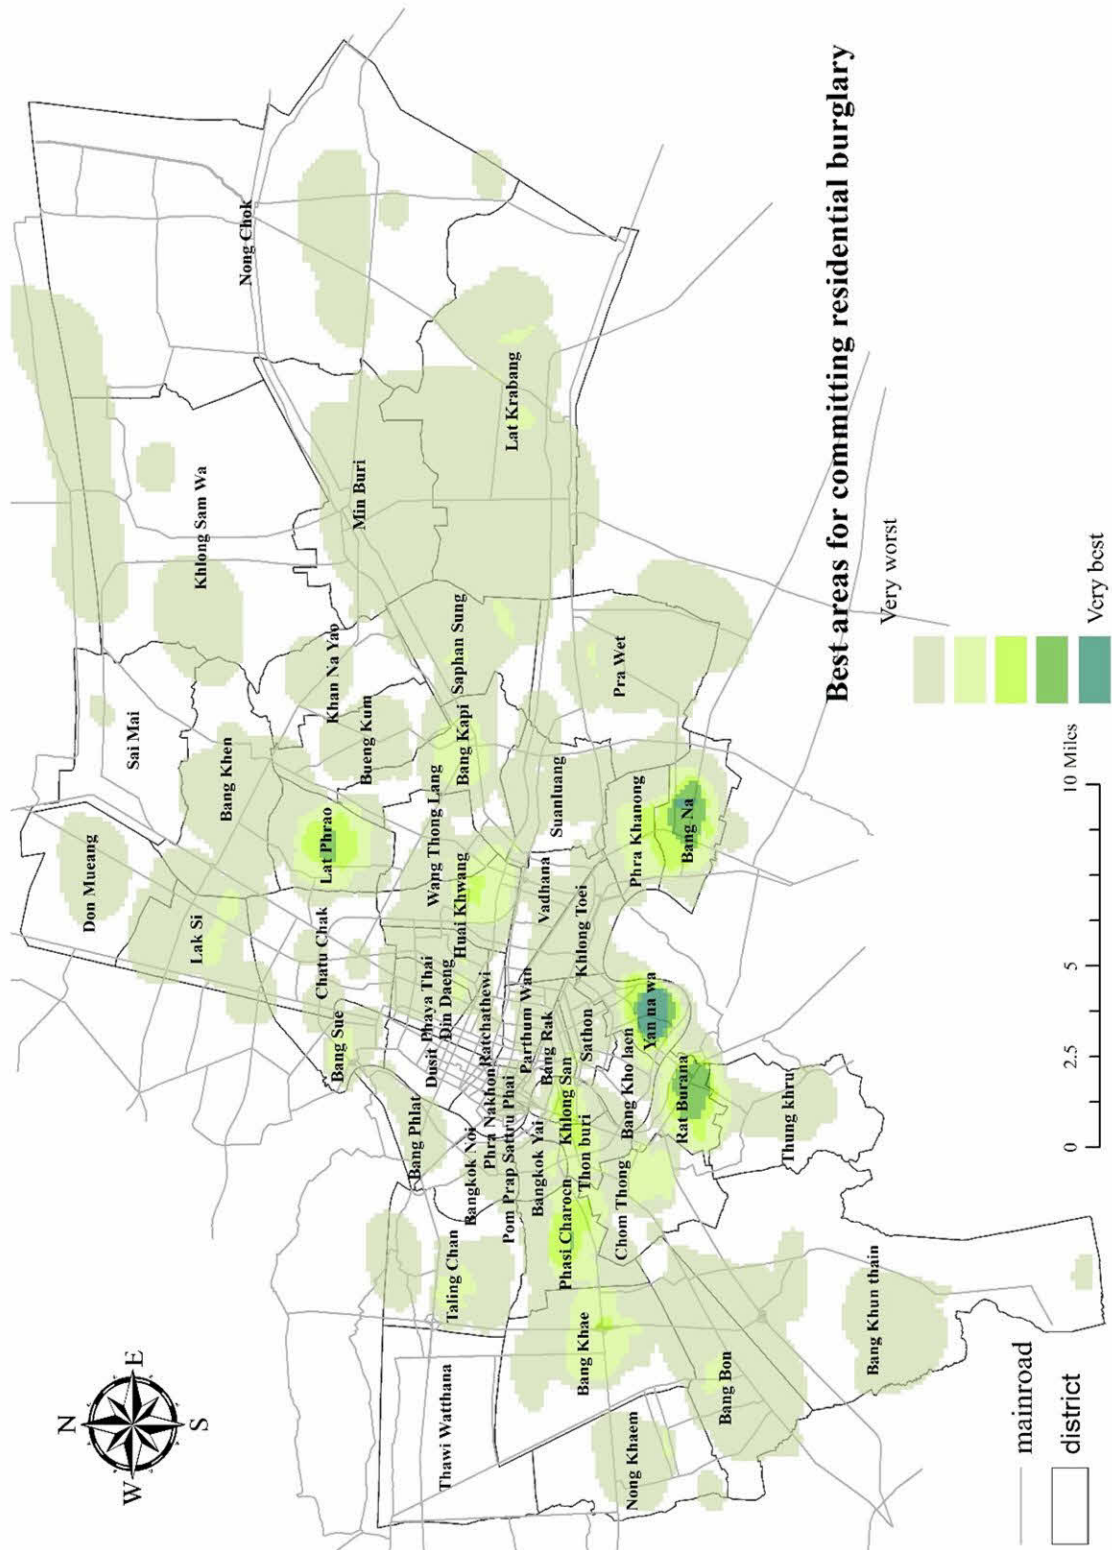 N
W
E
S
Don Mueang
Sai Mai
Lak Si
Bang Khen
Khlong Sam Wa
Nong Chok
Chatu Chak
Lat Phrao
Khan Na Yao
Bang Sue
Bueng Kum
Min Buri
Bang Phlat
Dusit
Phaya Thai
Din Daeng
Huai Khwang
Wang Thong Lang
Bang Kapi
Saphan Sung
Lat Krabang
Thawi Watthana
Taling Chan
Bangkok Noi
Phra Nakhon
Ratchathewi
Pom Prap Sattru Phai
Bangkok Yai
Parthum Wan
Bang Rak
Vadhana
Suanluang
Phasi Charoen
Khlong San
Thon buri
Sathon
Khlong Toei
Bang Khae
Chom Thong
Bang Kho laen
Yan na wa
Phra Khanong
Pra Wet
Nong Khaem
Rat Burana
Bang Na
Bang Bon
Thung khru
Bang Khun thain
Best areas for committing residential burglary
Very worst
Very best
mainroad
district
0 2.5 5 10 Miles